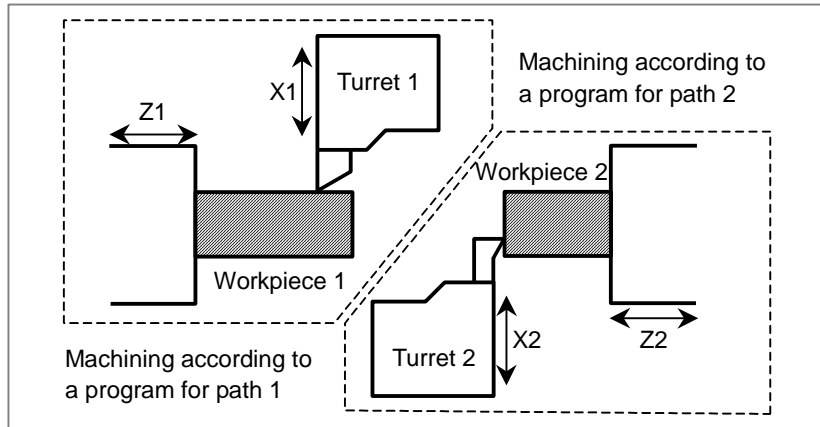 X1
Turret 1
Z1
Workpiece 1
Machining according to
a program for path 1
Machining according to
a program for path 2
Workpiece 2
Turret 2
X2
Z2